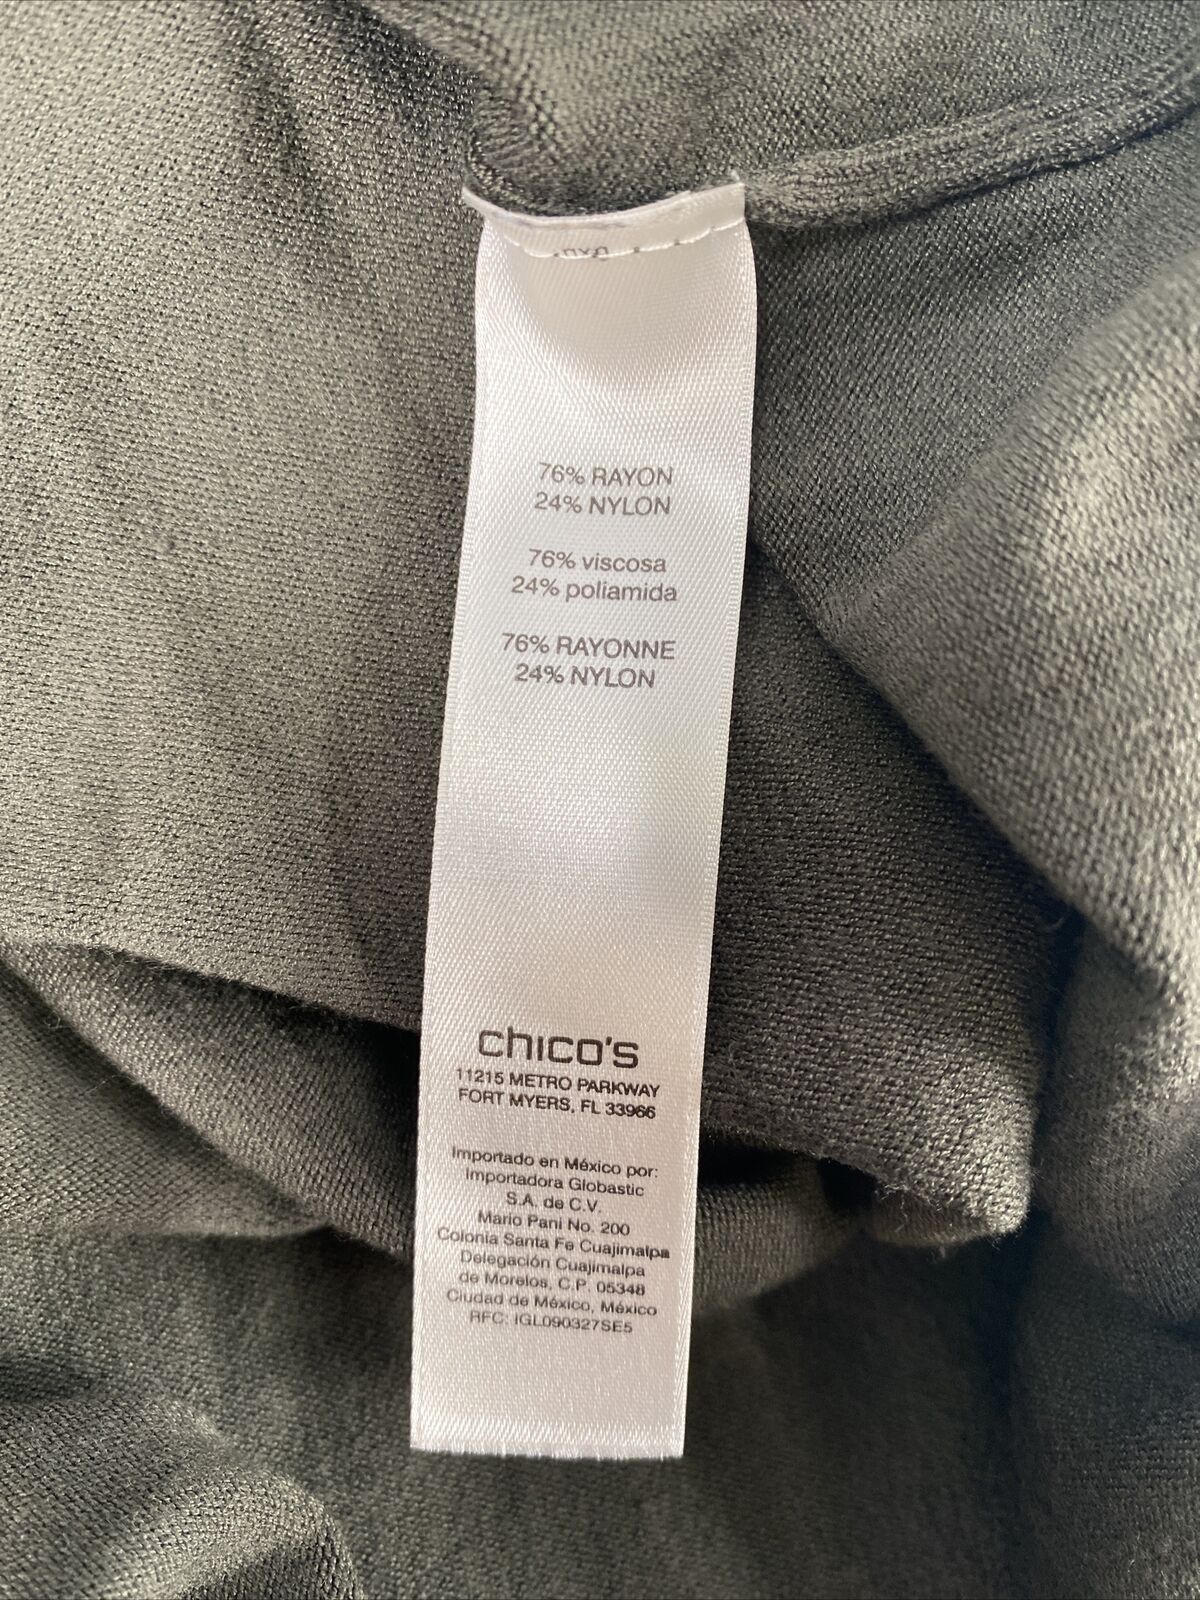 76% RAYON
24% NYLON
76% viscosa
24% poliamida
76% RAYONNE
24% NYLON
chico's
11215 METRO PARKWAY
FORT MYERS, FL 33966
Importado en México por:
Importadora Globastic
S.A. de C.V.
Mario Pani No. 200
Colonia Santa Fe Cuajimalpa
Delegación Cuajimalpa
de Morelos, C.P. 05348
Ciudad de México, México
RFC: IGL090327SE5